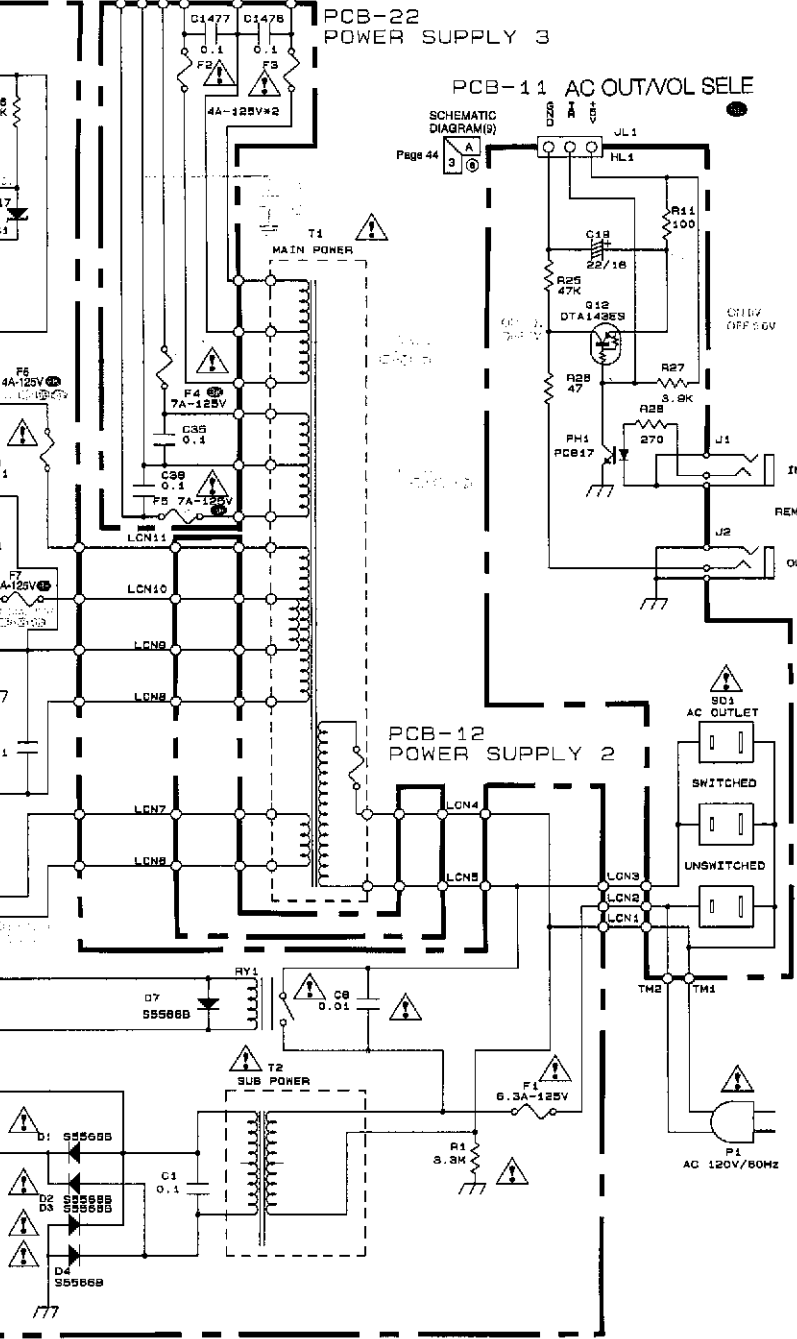 C1477
0.1
C1476
0.1
F2
F3
4A-125V*2
PCB-22
POWER SUPPLY 3
PCB-11 AC OUT/VOL SELE
SCHEMATIC
DIAGRAM(9)
Page 44
A
3
6
GND
+5V
JL1
HL1
R11
100
C19
22/16
R25
47K
Q12
DTA143ES
R26
47
R27
3.9K
R28
270
PH1
PC817
J1
J2
REM
T1
MAIN POWER
F6
4A-125V
F4
7A-125V
C35
0.1
C36
0.1
F5 7A-125V
F7
A-125V
LCN11
LCN10
LCN9
LCN8
LCN7
LCN6
PCB-12
POWER SUPPLY 2
LCN4
LCN5
LCN3
LCN2
LCN1
SO1
AC OUTLET
SWITCHED
UNSWITCHED
TM2
TM1
RY1
D7
S5566B
C8
0.01
T2
SUB POWER
F1
6.3A-125V
R1
3.3M
P1
AC 120V/60Hz
D1 S5566B
D2 S5566B
D3 S5566B
C1
0.1
D4
S5566B